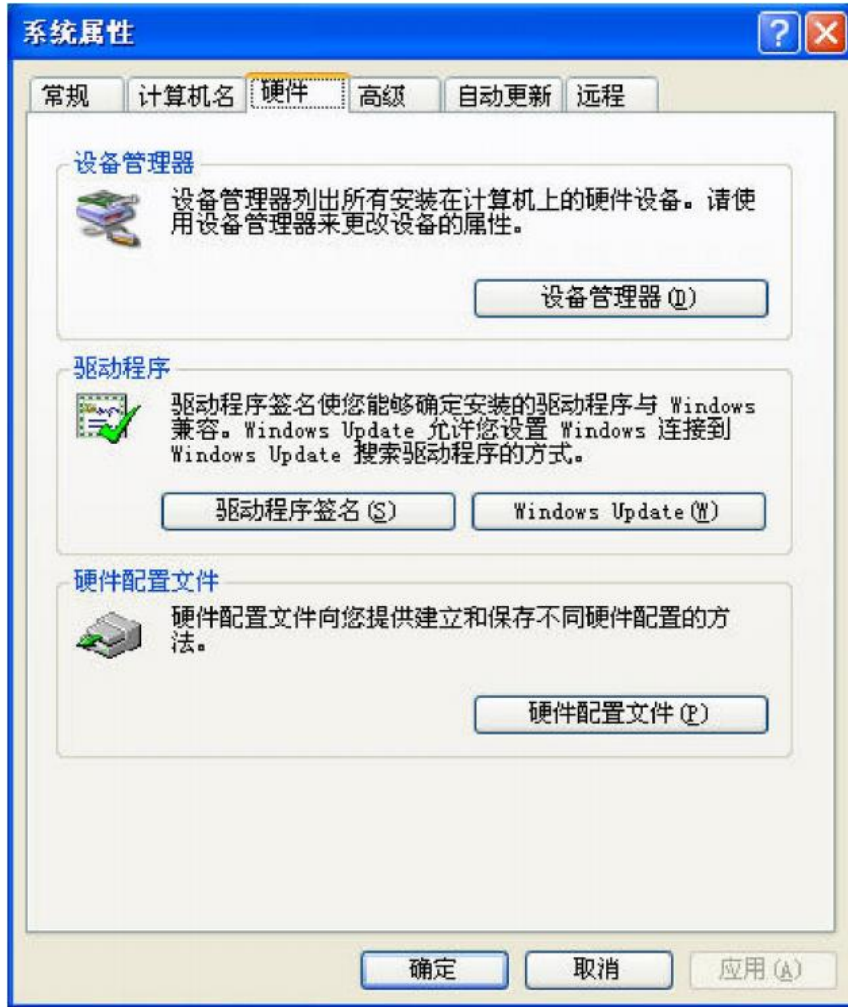 系统属性
常规 计算机名 硬件 高级 自动更新 远程
设备管理器
设备管理器列出所有安装在计算机上的硬件设备。请使
用设备管理器来更改设备的属性。
设备管理器(D)
驱动程序
驱动程序签名使您能够确定安装的驱动程序与 Windows
兼容。Windows Update 允许您设置 Windows 连接到
Windows Update 搜索驱动程序的方式。
驱动程序签名(S) Windows Update(W)
硬件配置文件
硬件配置文件向您提供建立和保存不同硬件配置的方
法。
硬件配置文件(P)
确定 取消 应用(A)